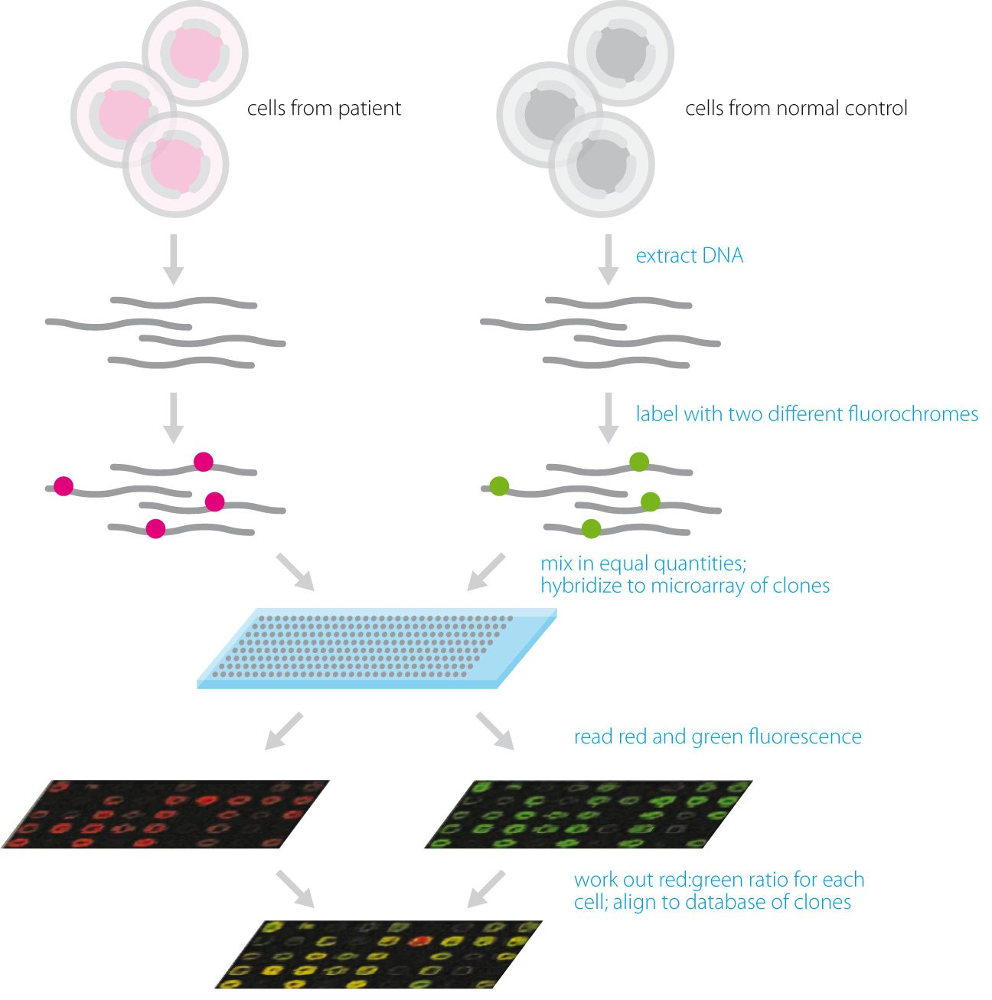 cells from patient
cells from normal control
extract DNA
label with two different fluorochromes
mix in equal quantities;
hybridize to microarray of clones
read red and green fluorescence
work out red:green ratio for each
cell; align to database of clones